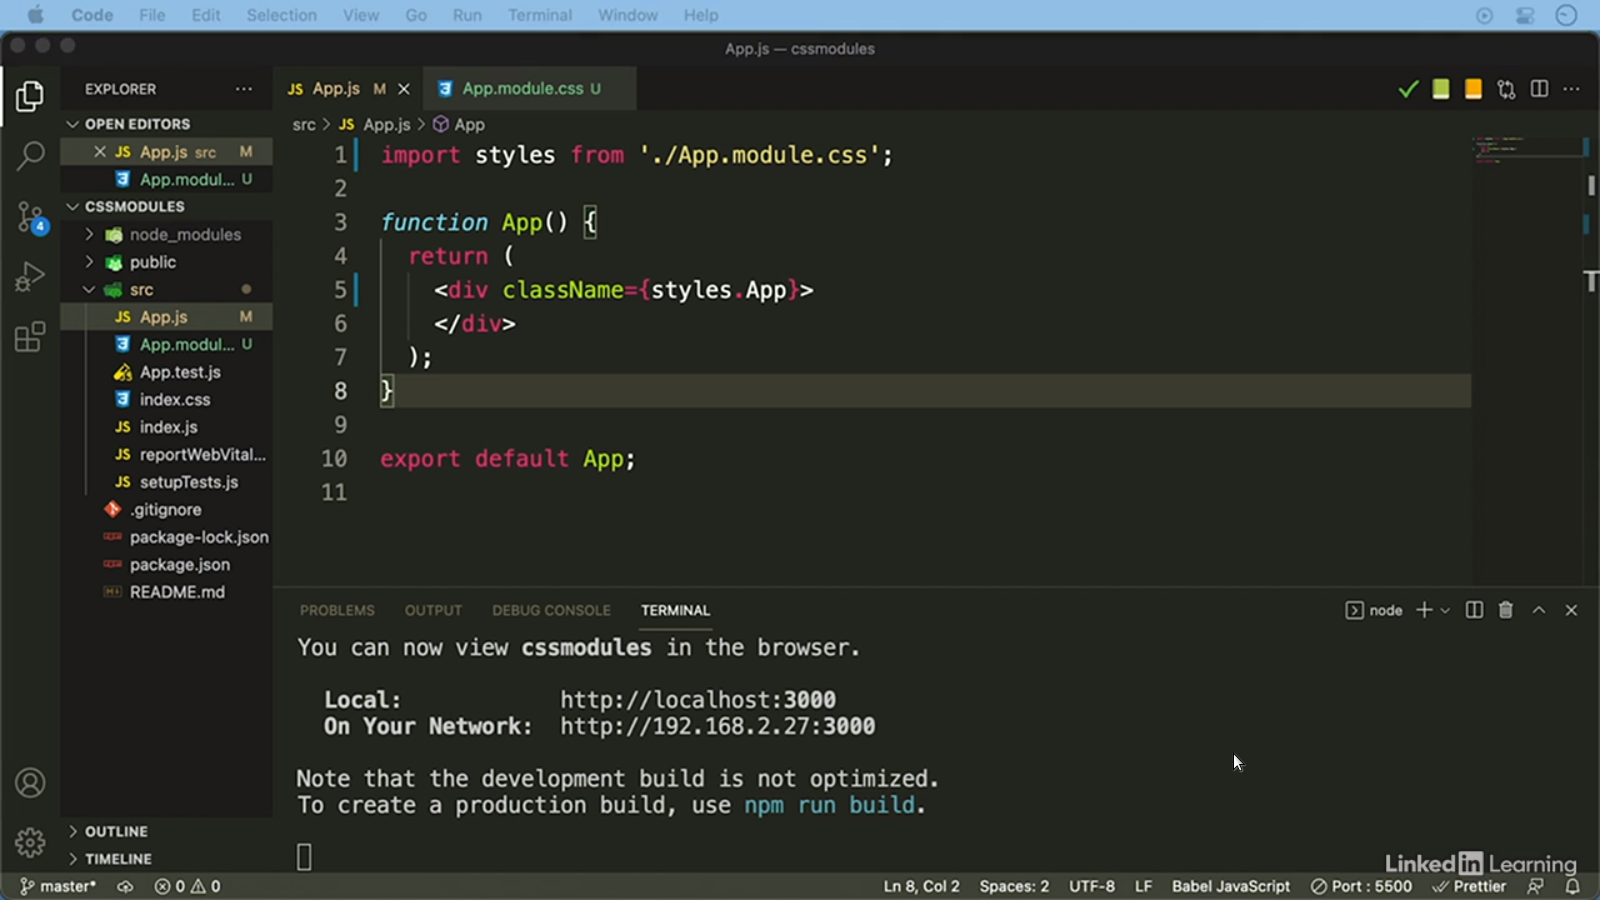 Code File Edit Selection View Go Run Terminal Window Help
App.js — cssmodules
EXPLORER
JS App.js M
App.module.css U
OPEN EDITORS
JS App.js src M
App.modul... U
CSSMODULES
node_modules
public
src
JS App.js M
App.modul... U
App.test.js
index.css
JS index.js
JS reportWebVital...
JS setupTests.js
.gitignore
package-lock.json
package.json
README.md
OUTLINE
TIMELINE
4
src > JS App.js > App
1 import styles from './App.module.css';
2
3 function App() {
4 return (
5 <div className={styles.App}>
6 </div>
7 );
8 }
9
10 export default App;
11
T
PROBLEMS OUTPUT DEBUG CONSOLE TERMINAL
node
You can now view cssmodules in the browser.
Local: http://localhost:3000
On Your Network: http://192.168.2.27:3000
Note that the development build is not optimized.
To create a production build, use npm run build.
LinkedIn Learning
master* 0 0 Ln 8, Col 2 Spaces: 2 UTF-8 LF Babel JavaScript Port : 5500 Prettier